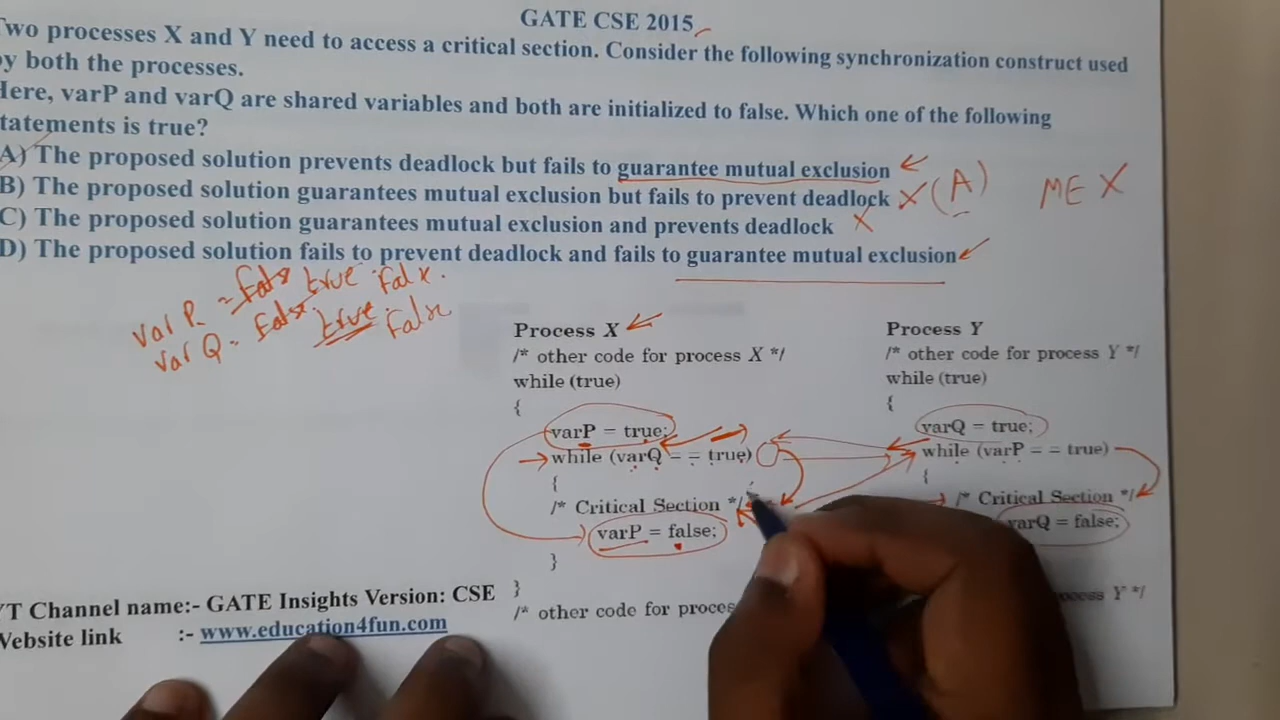 GATE CSE 2015
Two processes X and Y need to access a critical section. Consider the following synchronization construct used
by both the processes.
Here, varP and varQ are shared variables and both are initialized to false. Which one of the following
statements is true?
A) The proposed solution prevents deadlock but fails to guarantee mutual exclusion
B) The proposed solution guarantees mutual exclusion but fails to prevent deadlock X (A) ME X
C) The proposed solution guarantees mutual exclusion and prevents deadlock X
D) The proposed solution fails to prevent deadlock and fails to guarantee mutual exclusion
var P = true
var Q = true
Process X
/* other code for process X */
while (true)
{
varP = true;
while (varQ = = true)
{
/* Critical Section */
varP = false;
}
}
/* other code for proce
Process Y
/* other code for process Y */
while (true)
{
varQ = true;
while (varP = = true)
{
/* Critical Section */
varQ = false;
Y */
YT Channel name:- GATE Insights Version: CSE
Website link :- www.education4fun.com